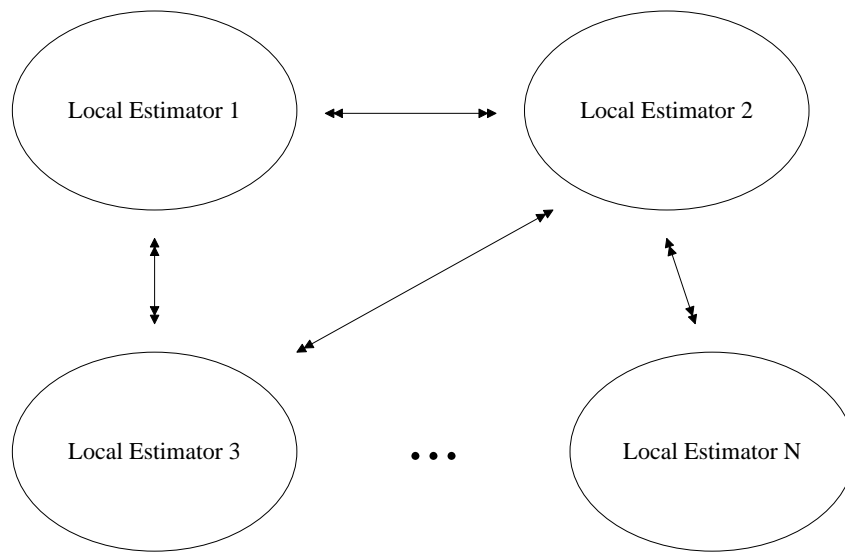 Local Estimator 1
Local Estimator 2
Local Estimator 3
...
Local Estimator N